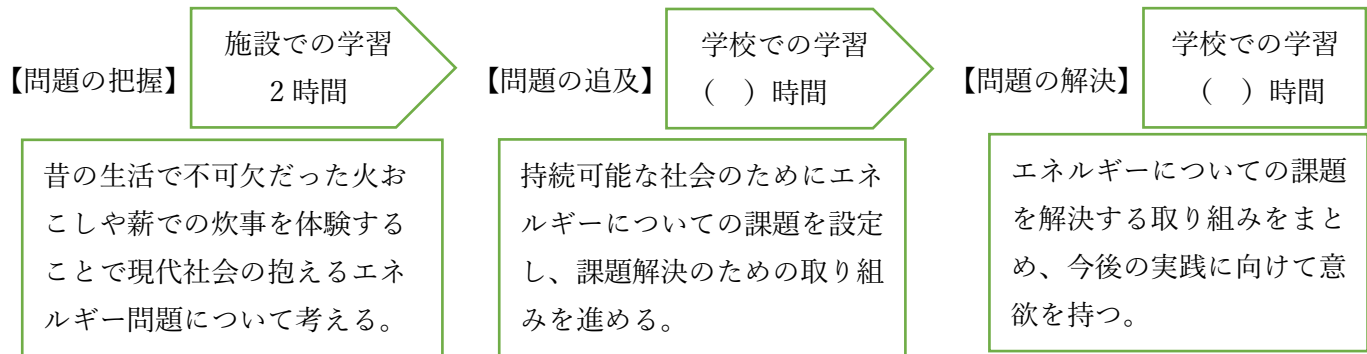 【問題の把握】
施設での学習
2時間
昔の生活で不可欠だった火お
こしや薪での炊事を体験する
ことで現代社会の抱えるエネ
ルギー問題について考える。
【問題の追及】
学校での学習
（　）時間
持続可能な社会のためにエネ
ルギーについての課題を設定
し、課題解決のための取り組
みを進める。
【問題の解決】
学校での学習
（　）時間
エネルギーについての課題
を解決する取り組みをまと
め、今後の実践に向けて意
欲を持つ。